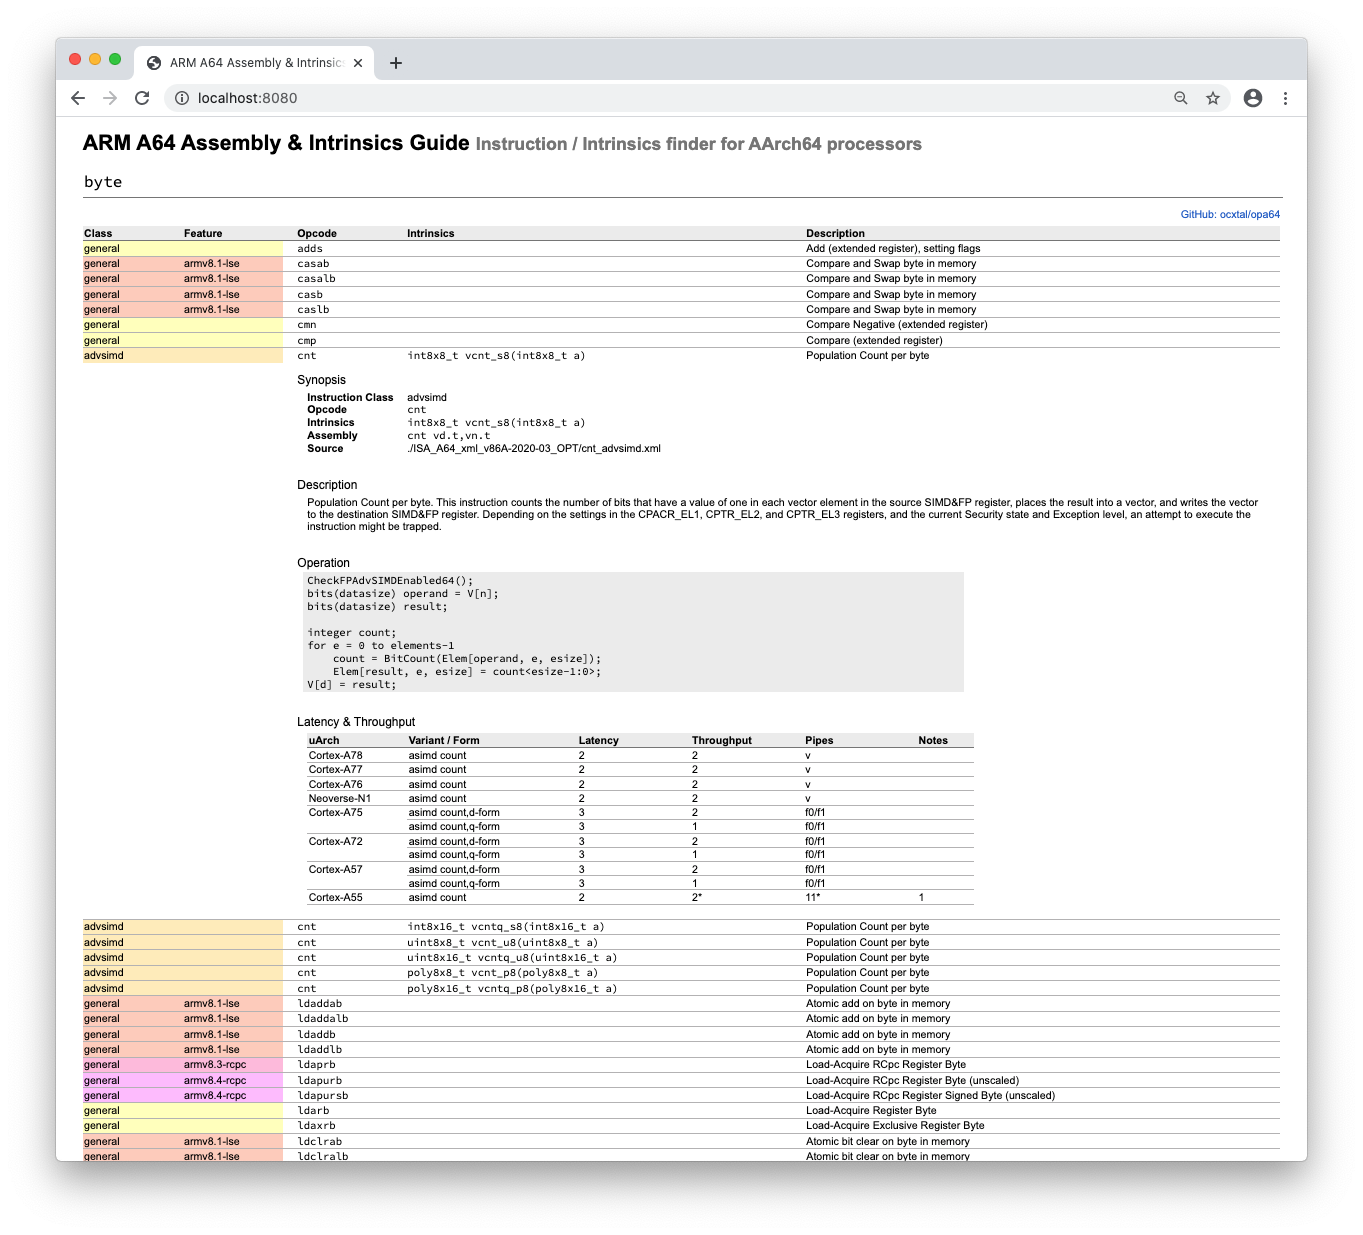 ARM A64 Assembly & Intrinsic
localhost:8080
ARM A64 Assembly & Intrinsics Guide Instruction / Intrinsics finder for AArch64 processors
byte
GitHub: ocxtal/opa64
Class Feature Opcode Intrinsics Description
general adds Add (extended register), setting flags
general armv8.1-lse casab Compare and Swap byte in memory
general armv8.1-lse casalb Compare and Swap byte in memory
general armv8.1-lse casb Compare and Swap byte in memory
general armv8.1-lse caslb Compare and Swap byte in memory
general cmn Compare Negative (extended register)
general cmp Compare (extended register)
advsimd cnt int8x8_t vcnt_s8(int8x8_t a) Population Count per byte
Synopsis
Instruction Class advsimd
Opcode cnt
Intrinsics int8x8_t vcnt_s8(int8x8_t a)
Assembly cnt vd.t,vn.t
Source ./ISA_A64_xml_v86A-2020-03_OPT/cnt_advsimd.xml
Description
Population Count per byte. This instruction counts the number of bits that have a value of one in each vector element in the source SIMD&FP register, places the result into a vector, and writes the vector
to the destination SIMD&FP register. Depending on the settings in the CPACR_EL1, CPTR_EL2, and CPTR_EL3 registers, and the current Security state and Exception level, an attempt to execute the
instruction might be trapped.
Operation
CheckFPAdvSIMDEnabled64();
bits(datasize) operand = V[n];
bits(datasize) result;
integer count;
for e = 0 to elements-1
count = BitCount(Elem[operand, e, esize]);
Elem[result, e, esize] = count<esize-1:0>;
V[d] = result;
Latency & Throughput
uArch Variant / Form Latency Throughput Pipes Notes
Cortex-A78 asimd count 2 2 v
Cortex-A77 asimd count 2 2 v
Cortex-A76 asimd count 2 2 v
Neoverse-N1 asimd count 2 2 v
Cortex-A75 asimd count,d-form 3 2 f0/f1
asimd count,q-form 3 1 f0/f1
Cortex-A72 asimd count,d-form 3 2 f0/f1
asimd count,q-form 3 1 f0/f1
Cortex-A57 asimd count,d-form 3 2 f0/f1
asimd count,q-form 3 1 f0/f1
Cortex-A55 asimd count 2 2* 11* 1
advsimd cnt int8x16_t vcntq_s8(int8x16_t a) Population Count per byte
advsimd cnt uint8x8_t vcnt_u8(uint8x8_t a) Population Count per byte
advsimd cnt uint8x16_t vcntq_u8(uint8x16_t a) Population Count per byte
advsimd cnt poly8x8_t vcnt_p8(poly8x8_t a) Population Count per byte
advsimd cnt poly8x16_t vcntq_p8(poly8x16_t a) Population Count per byte
general armv8.1-lse ldaddab Atomic add on byte in memory
general armv8.1-lse ldaddalb Atomic add on byte in memory
general armv8.1-lse ldaddb Atomic add on byte in memory
general armv8.1-lse ldaddlb Atomic add on byte in memory
general armv8.3-rcpc ldaprb Load-Acquire RCpc Register Byte
general armv8.4-rcpc ldapurb Load-Acquire RCpc Register Byte (unscaled)
general armv8.4-rcpc ldapursb Load-Acquire RCpc Register Signed Byte (unscaled)
general ldarb Load-Acquire Register Byte
general ldaxrb Load-Acquire Exclusive Register Byte
general armv8.1-lse ldclrab Atomic bit clear on byte in memory
general armv8.1-lse ldclralb Atomic bit clear on byte in memory